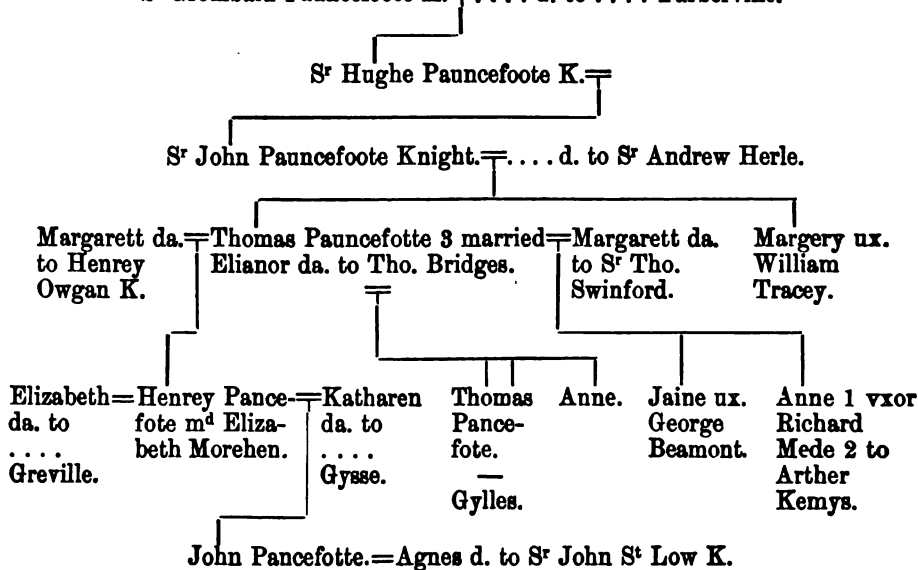 Sʳ Hughe Pauncefoote K.
Sʳ John Pauncefoote Knight. .... d. to Sʳ Andrew Herle.
Margarett da.
to Henrey
Owgan K.
Thomas Pauncefotte 3 married
Elianor da. to Tho. Bridges.
Margarett da.
to Sʳ Tho.
Swinford.
Margery ux.
William
Tracey.
Elizabeth
da. to
....
Greville.
Henrey Pance-
fote mᵈ Eliza-
beth Morehen.
Katharen
da. to
....
Gysse.
Thomas
Pance-
fote.
—
Gylles.
Anne.
Jaine ux.
George
Beamont.
Anne 1 vxor
Richard
Mede 2 to
Arther
Kemys.
John Pancefotte.=Agnes d. to Sʳ John Sᵗ Low K.